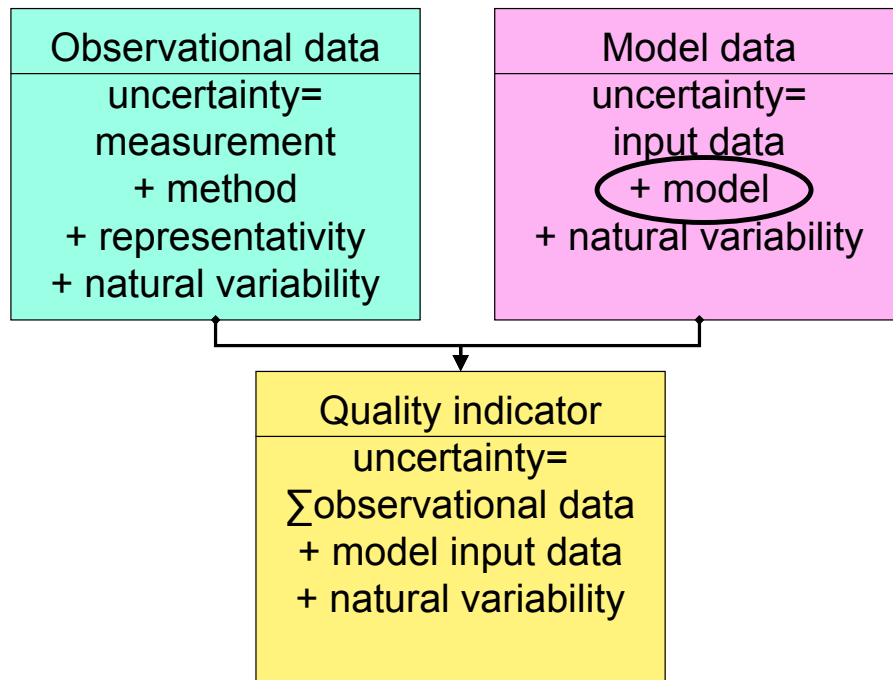 Observational data
uncertainty=
measurement
+ method
+ representativity
+ natural variability
Model data
uncertainty=
input data
+ model
+ natural variability
Quality indicator
uncertainty=
∑observational data
+ model input data
+ natural variability